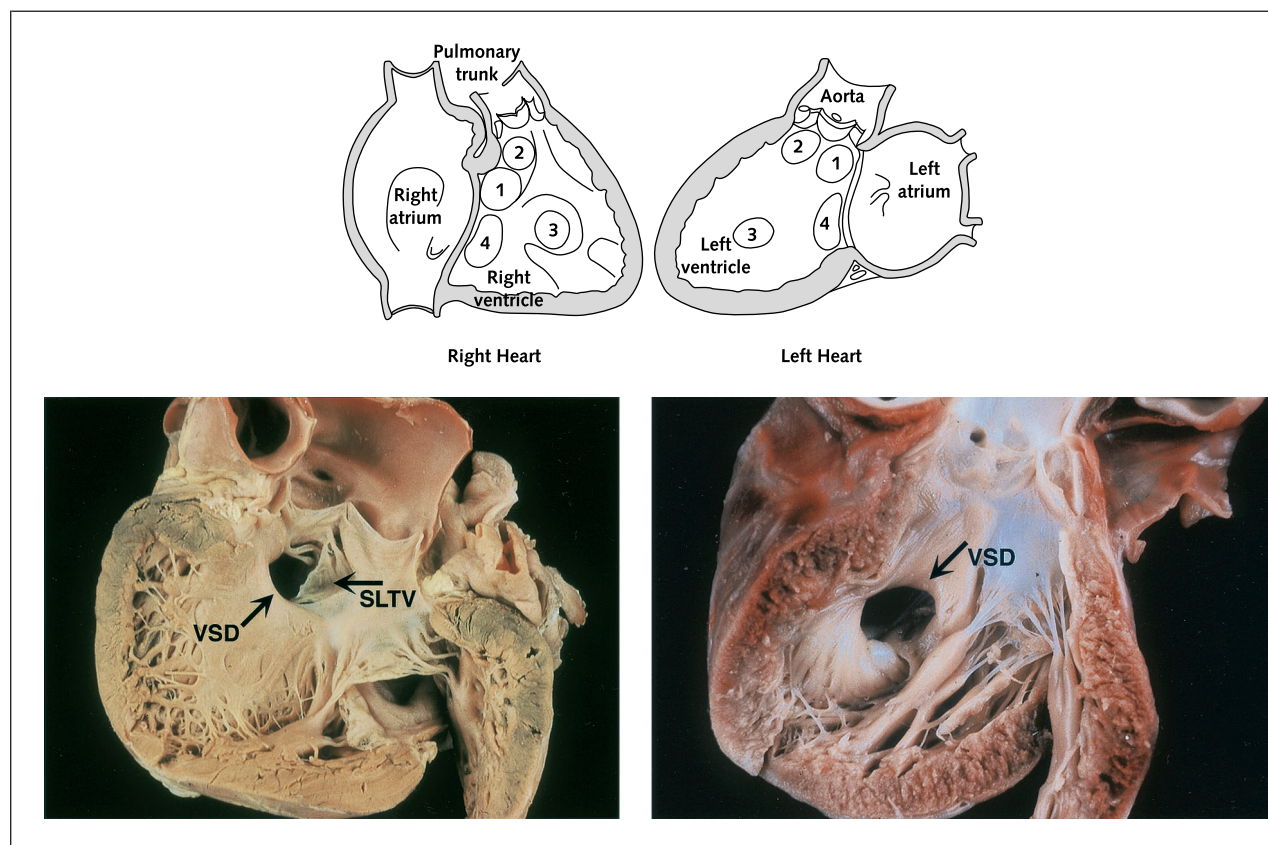 Pulmonary
trunk
2
1
Right
atrium
4
3
Right
ventricle
Right Heart
Aorta
2
1
Left
atrium
4
3
Left
ventricle
Left Heart
VSD
SLTV
VSD